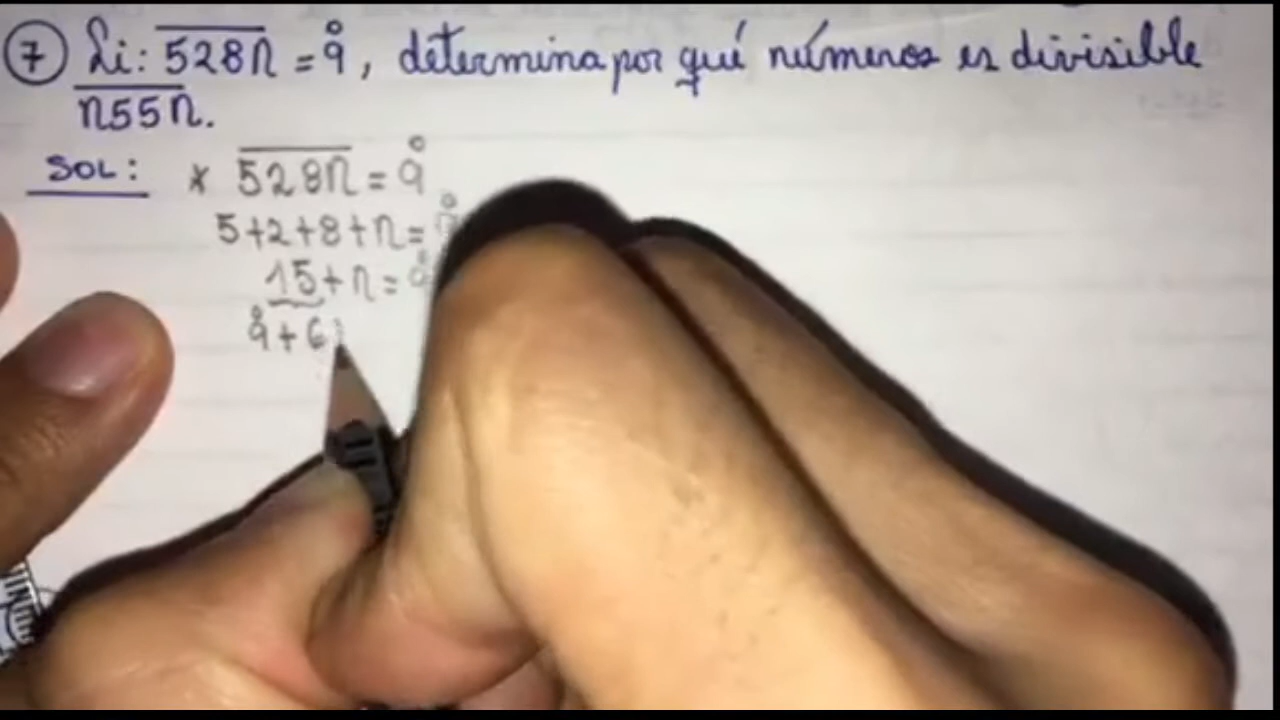 ⑦ Si: 528n = 9°, determina por qué números es divisible
n55n.
SOL: * 528n = 9°
5+2+8+n=
15+n = 9°
9°+6